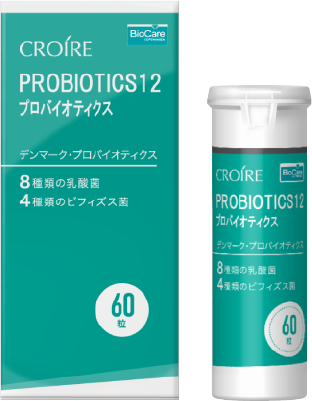 CROIRE
BioCare
COPENHAGEN
PROBIOTICS12
プロバイオティクス
デンマーク・プロバイオティクス
8種類の乳酸菌
4種類のビフィズス菌
60
粒
CROIRE
BioCare
PROBIOTICS12
プロバイオティクス
デンマーク・プロバイオティクス
8種類の乳酸菌
4種類のビフィズス菌
60
粒